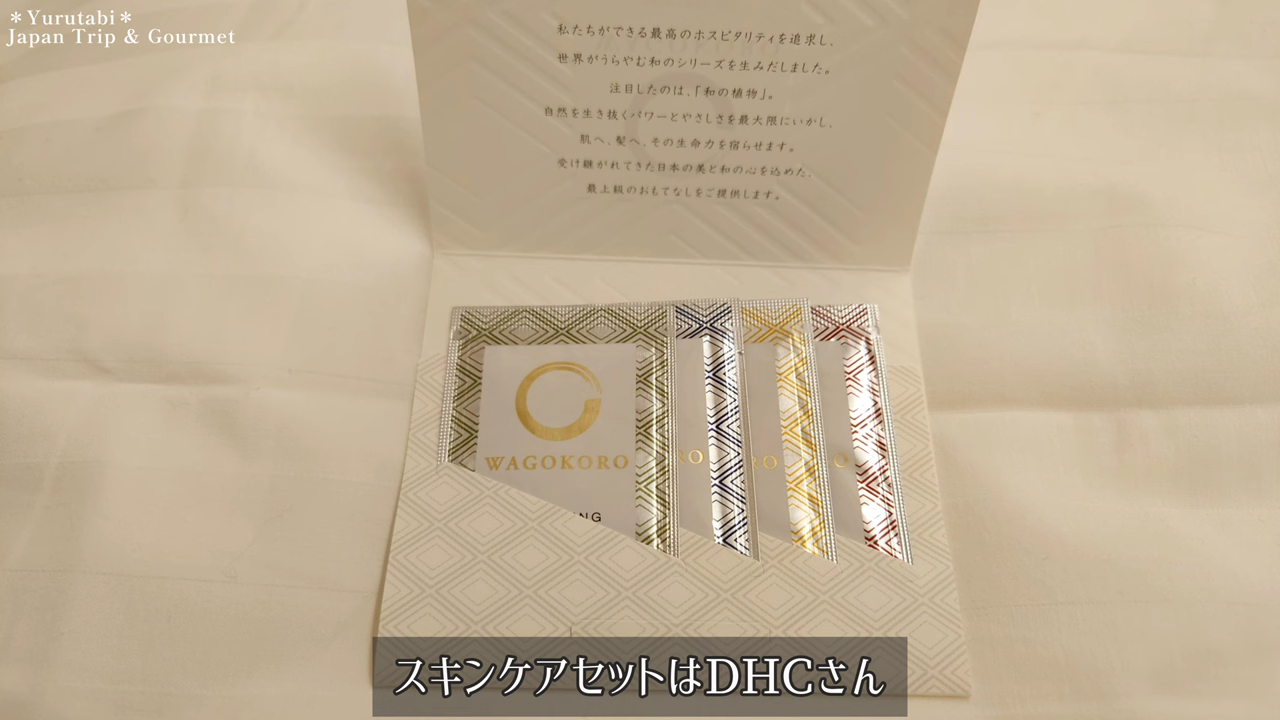 ＊Yurutabi＊
Japan Trip & Gourmet
私たちができる最高のホスピタリティを追求し、
世界がうらやむ和のシリーズを生みだしました。
注目したのは、「和の植物」。
自然を生き抜くパワーとやさしさを最大限にいかし、
肌へ、髪へ、その生命力を宿らせます。
受け継がれてきた日本の美と和の心を込めた、
最上級のおもてなしをご提供します。
WAGOKORO
RO
RO
O
NG
スキンケアセットはDHCさん